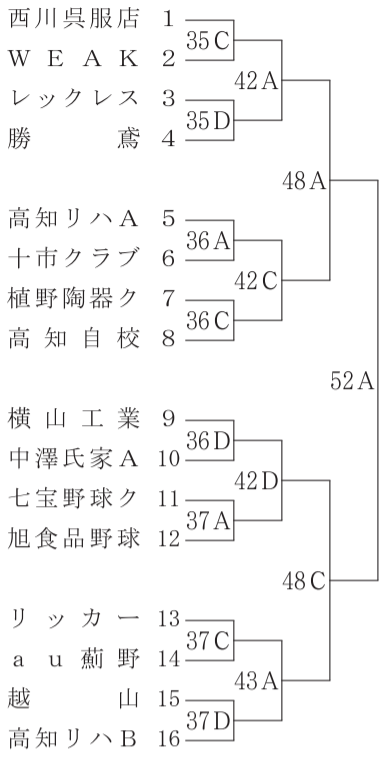 西川呉服店 1
35C
WEAK 2
42A
レックレス 3
35D
勝鳶 4
48A
高知リハA 5
36A
十市クラブ 6
42C
植野陶器ク 7
36C
高知自校 8
52A
横山工業 9
36D
中澤氏家A 10
42D
七宝野球ク 11
37A
旭食品野球 12
48C
リッカー 13
37C
au薊野 14
43A
越山 15
37D
高知リハB 16